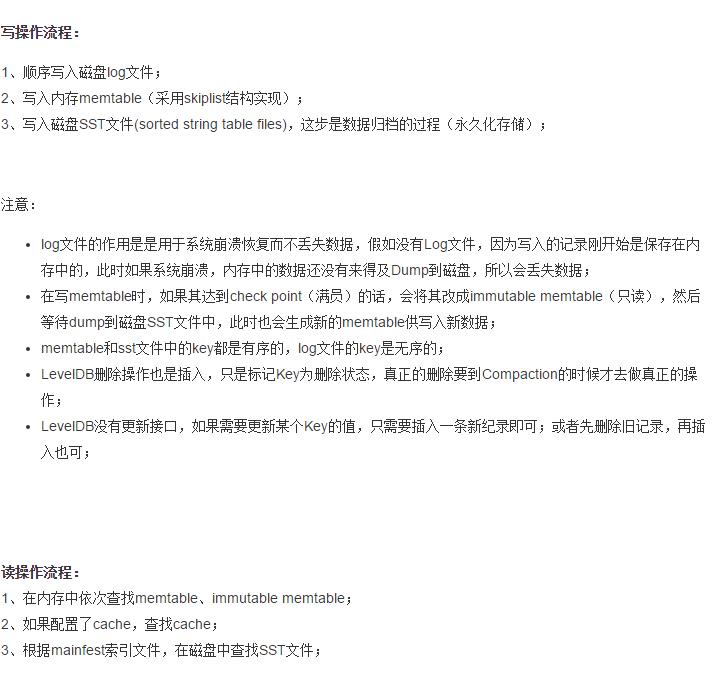 写操作流程：
1、顺序写入磁盘log文件；
2、写入内存memtable（采用skiplist结构实现）；
3、写入磁盘SST文件(sorted string table files)，这步是数据归档的过程（永久化存储）；
注意：
• log文件的作用是是用于系统崩溃恢复而不丢失数据，假如没有Log文件，因为写入的记录刚开始是保存在内
存中的，此时如果系统崩溃，内存中的数据还没有来得及Dump到磁盘，所以会丢失数据；
• 在写memtable时，如果其达到check point（满员）的话，会将其改成immutable memtable（只读），然后
等待dump到磁盘SST文件中，此时也会生成新的memtable供写入新数据；
• memtable和sst文件中的key都是有序的，log文件的key是无序的；
• LevelDB删除操作也是插入，只是标记Key为删除状态，真正的删除要到Compaction的时候才去做真正的操
作；
• LevelDB没有更新接口，如果需要更新某个Key的值，只需要插入一条新纪录即可；或者先删除旧记录，再插
入也可；
读操作流程：
1、在内存中依次查找memtable、immutable memtable；
2、如果配置了cache，查找cache；
3、根据mainfest索引文件，在磁盘中查找SST文件；